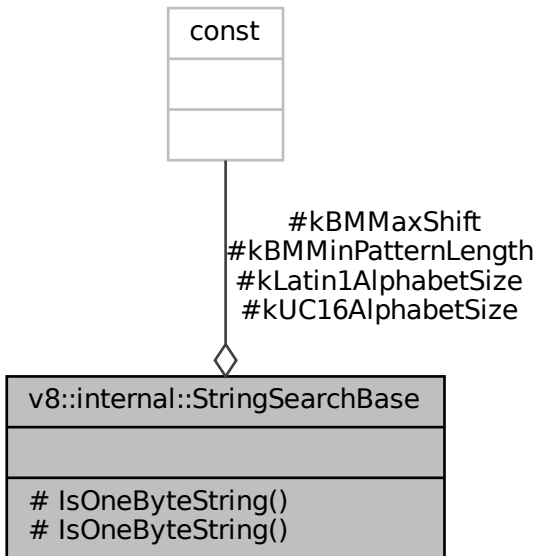 const
#kBMMaxShift
#kBMMinPatternLength
#kLatin1AlphabetSize
#kUC16AlphabetSize
v8::internal::StringSearchBase
# IsOneByteString()
# IsOneByteString()